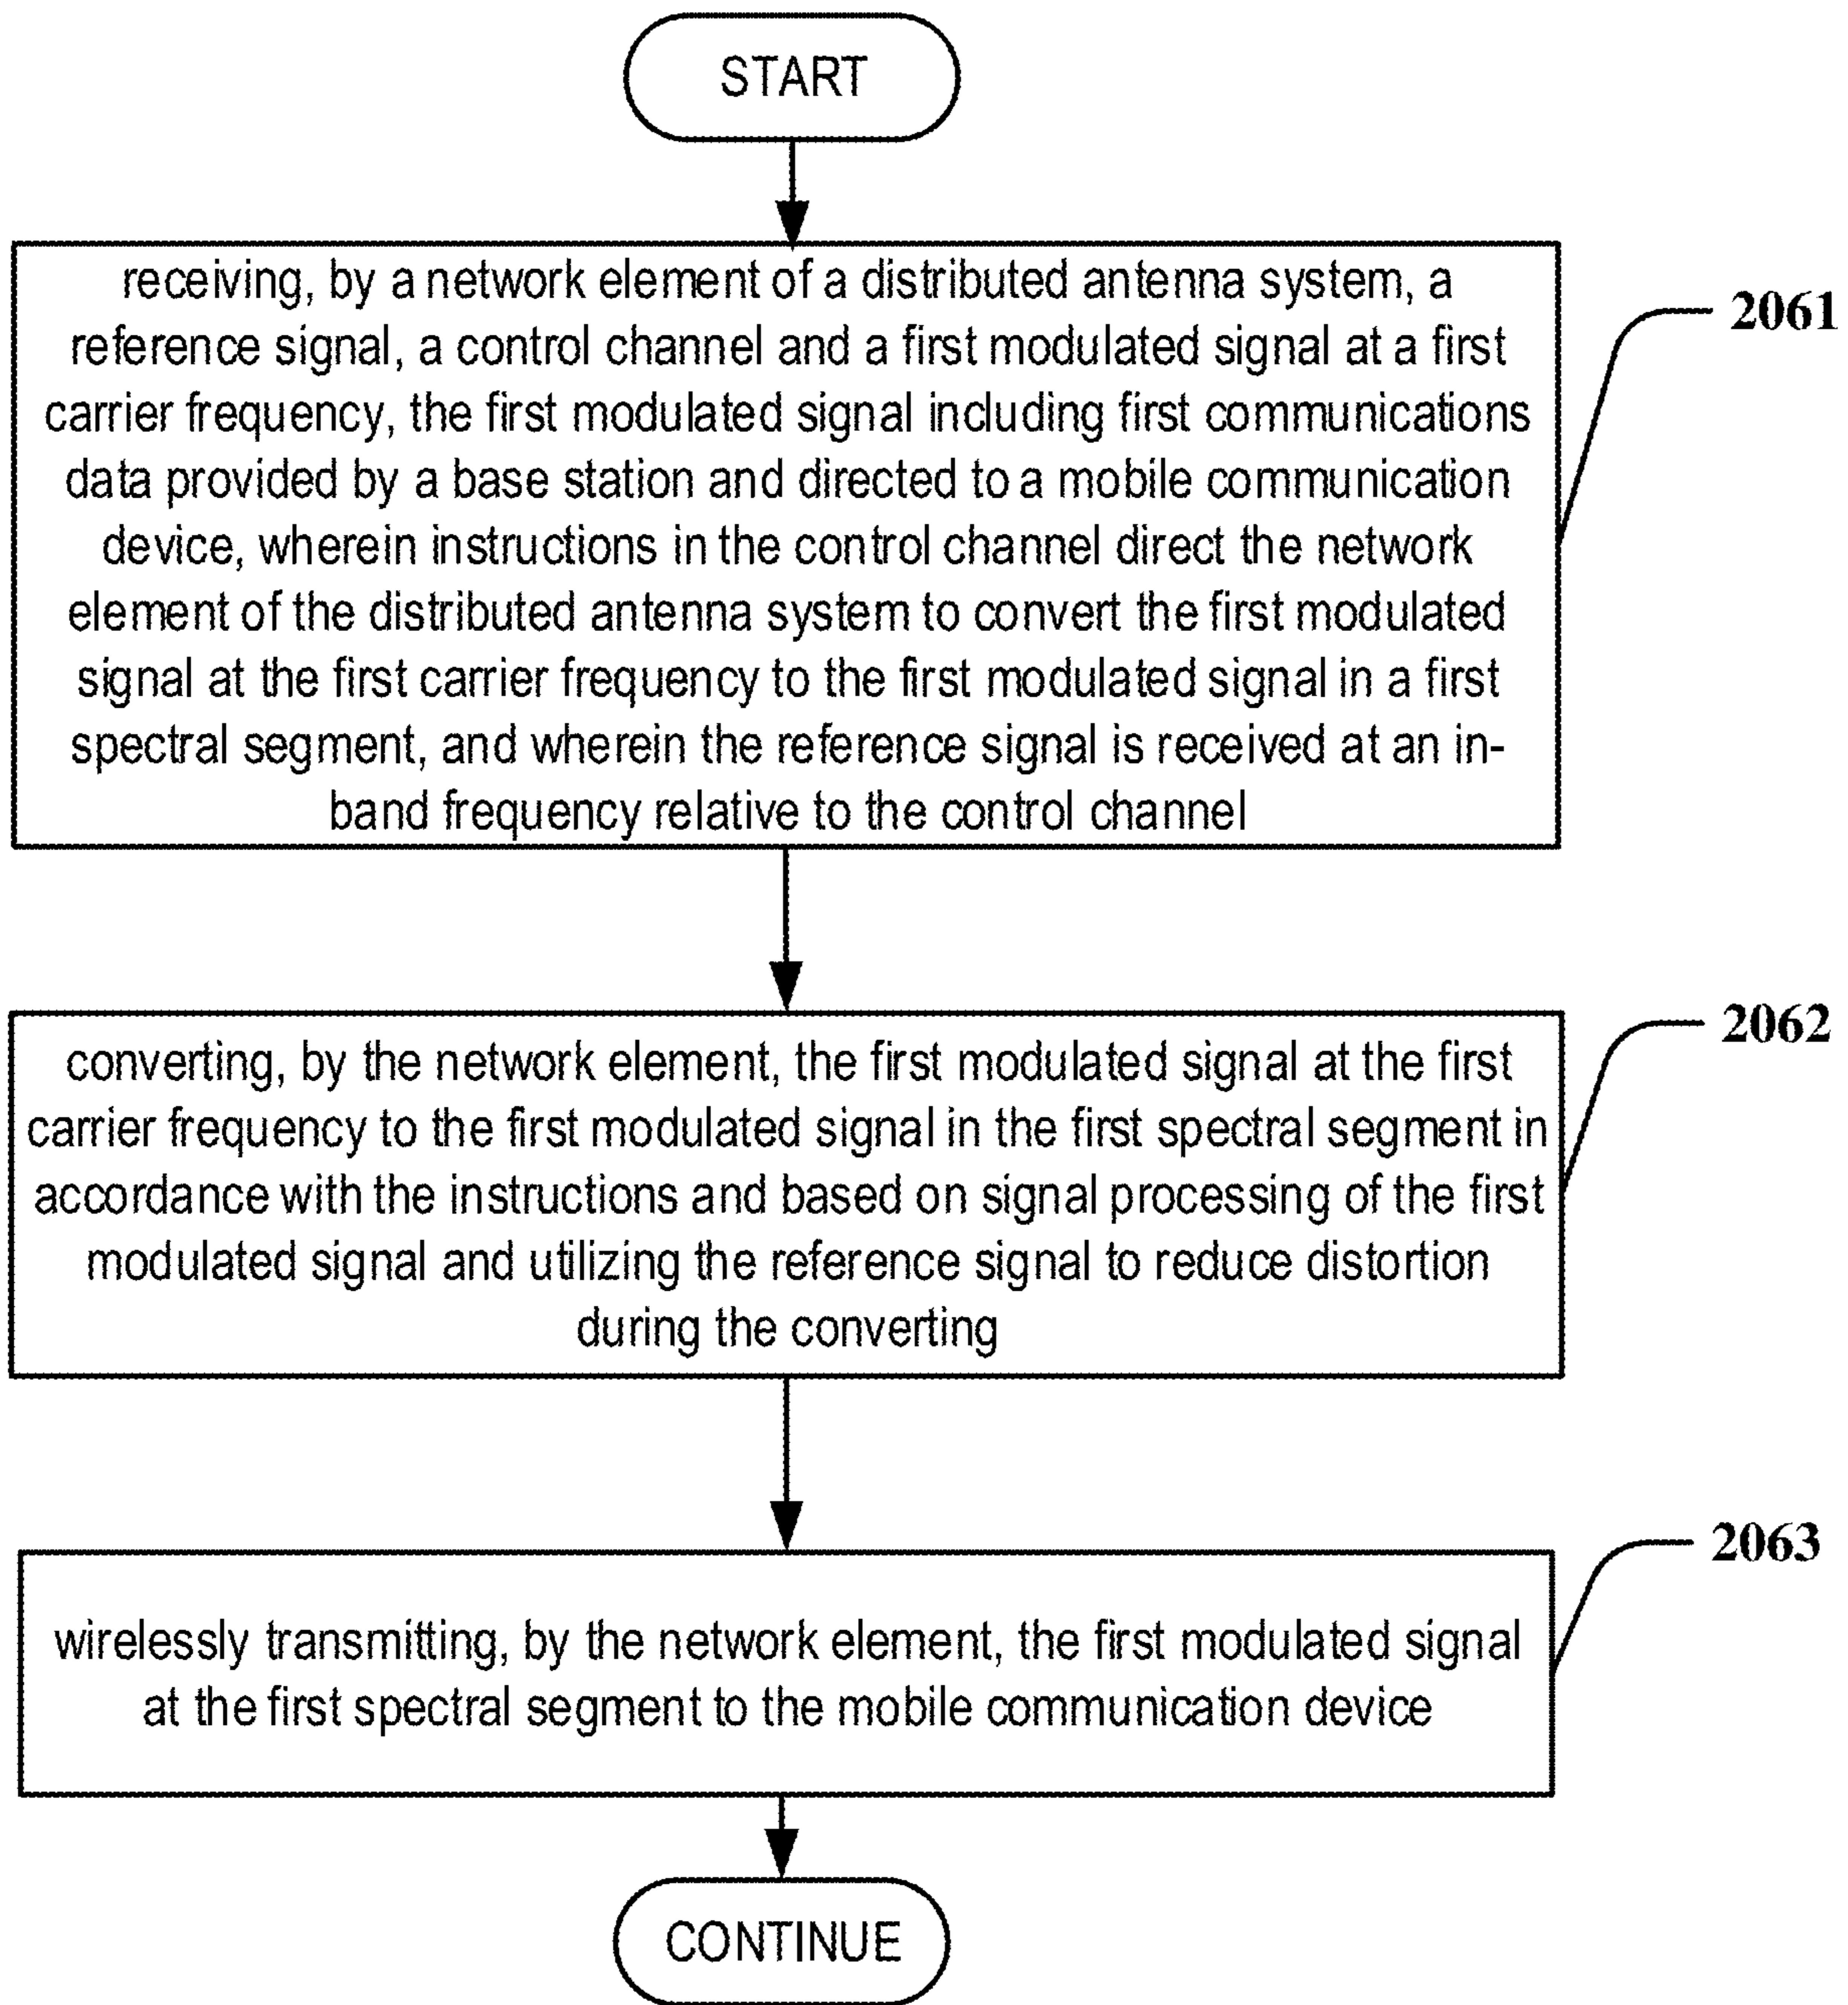 START
receiving, by a network element of a distributed antenna system, a
reference signal, a control channel and a first modulated signal at a first
carrier frequency, the first modulated signal including first communications
data provided by a base station and directed to a mobile communication
device, wherein instructions in the control channel direct the network
element of the distributed antenna system to convert the first modulated
signal at the first carrier frequency to the first modulated signal in a first
spectral segment, and wherein the reference signal is received at an in-
band frequency relative to the control channel
2061
converting, by the network element, the first modulated signal at the first
carrier frequency to the first modulated signal in the first spectral segment in
accordance with the instructions and based on signal processing of the first
modulated signal and utilizing the reference signal to reduce distortion
during the converting
2062
wirelessly transmitting, by the network element, the first modulated signal
at the first spectral segment to the mobile communication device
2063
CONTINUE